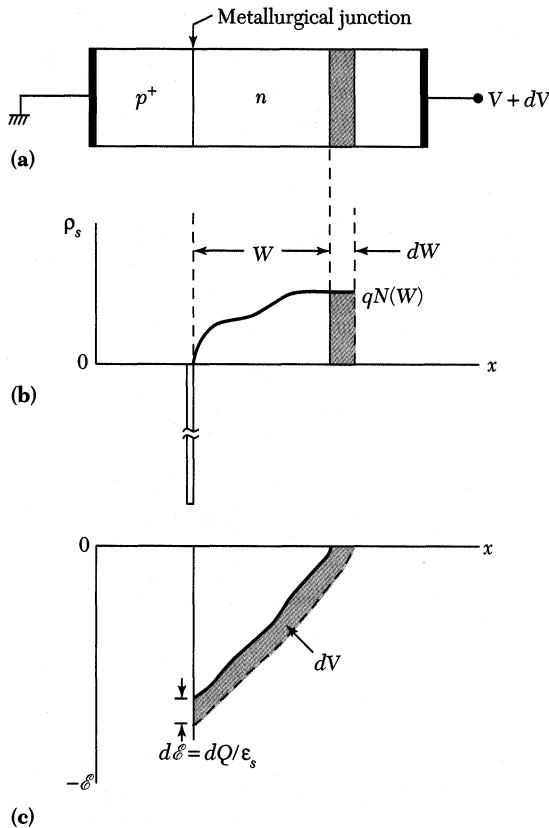 Metallurgical junction
p⁺
n
V + dV
(a)
ρₛ
W
dW
qN(W)
0
x
(b)
0
x
dV
dℰ = dQ/εₛ
−ℰ
(c)